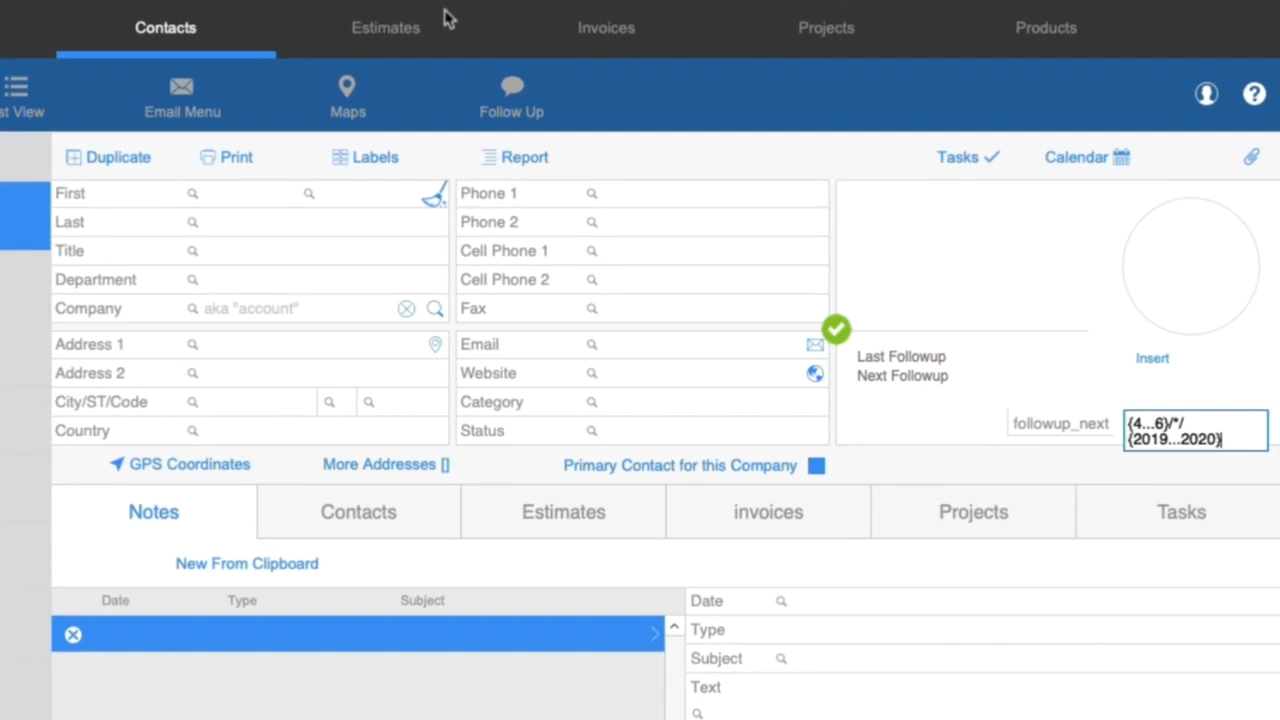 Contacts Estimates Invoices Projects Products
st View Email Menu Maps Follow Up
Duplicate Print Labels Report Tasks Calendar
First
Last
Title
Department
Company aka "account"
Address 1
Address 2
City/ST/Code
Country
Phone 1
Phone 2
Cell Phone 1
Cell Phone 2
Fax
Email
Website
Category
Status
Last Followup
Next Followup
Insert
followup_next
{4...6}/*/
{2019...2020}
GPS Coordinates More Addresses [] Primary Contact for this Company
Notes Contacts Estimates invoices Projects Tasks
New From Clipboard
Date Type Subject
Date
Type
Subject
Text